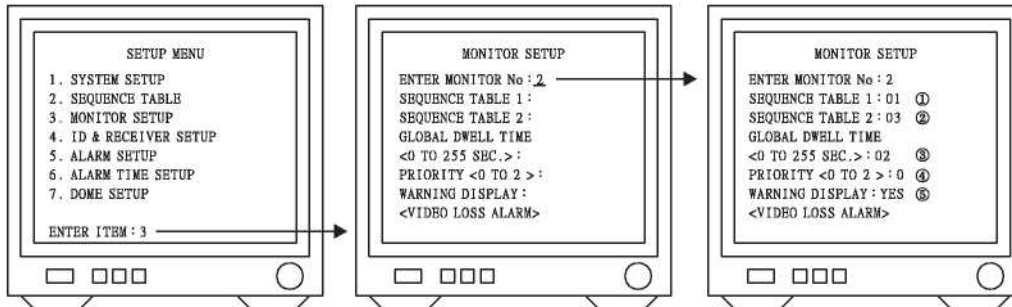 SETUP MENU
1. SYSTEM SETUP
2. SEQUENCE TABLE
3. MONITOR SETUP
4. ID & RECEIVER SETUP
5. ALARM SETUP
6. ALARM TIME SETUP
7. DOME SETUP
ENTER ITEM : 3
MONITOR SETUP
ENTER MONITOR No : 2
SEQUENCE TABLE 1 :
SEQUENCE TABLE 2 :
GLOBAL DWELL TIME
<0 TO 255 SEC.> :
PRIORITY <0 TO 2 > :
WARNING DISPLAY :
<VIDEO LOSS ALARM>
MONITOR SETUP
ENTER MONITOR No : 2
SEQUENCE TABLE 1 : 01 ①
SEQUENCE TABLE 2 : 03 ②
GLOBAL DWELL TIME
<0 TO 255 SEC.> : 02 ③
PRIORITY <0 TO 2 > : 0 ④
WARNING DISPLAY : YES ⑤
<VIDEO LOSS ALARM>